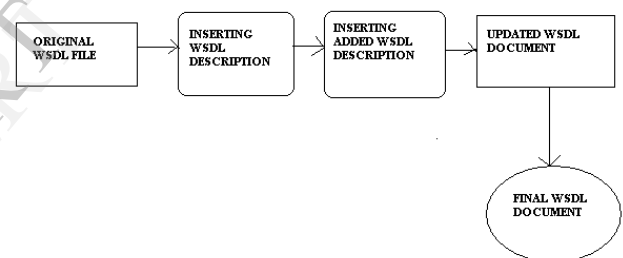 ORIGINAL
WSDL FILE
INSERTING
WSDL
DESCRIPTION
INSERTING
ADDED WSDL
DESCRIPTION
UPDATED WSDL
DOCUMENT
FINAL WSDL
DOCUMENT